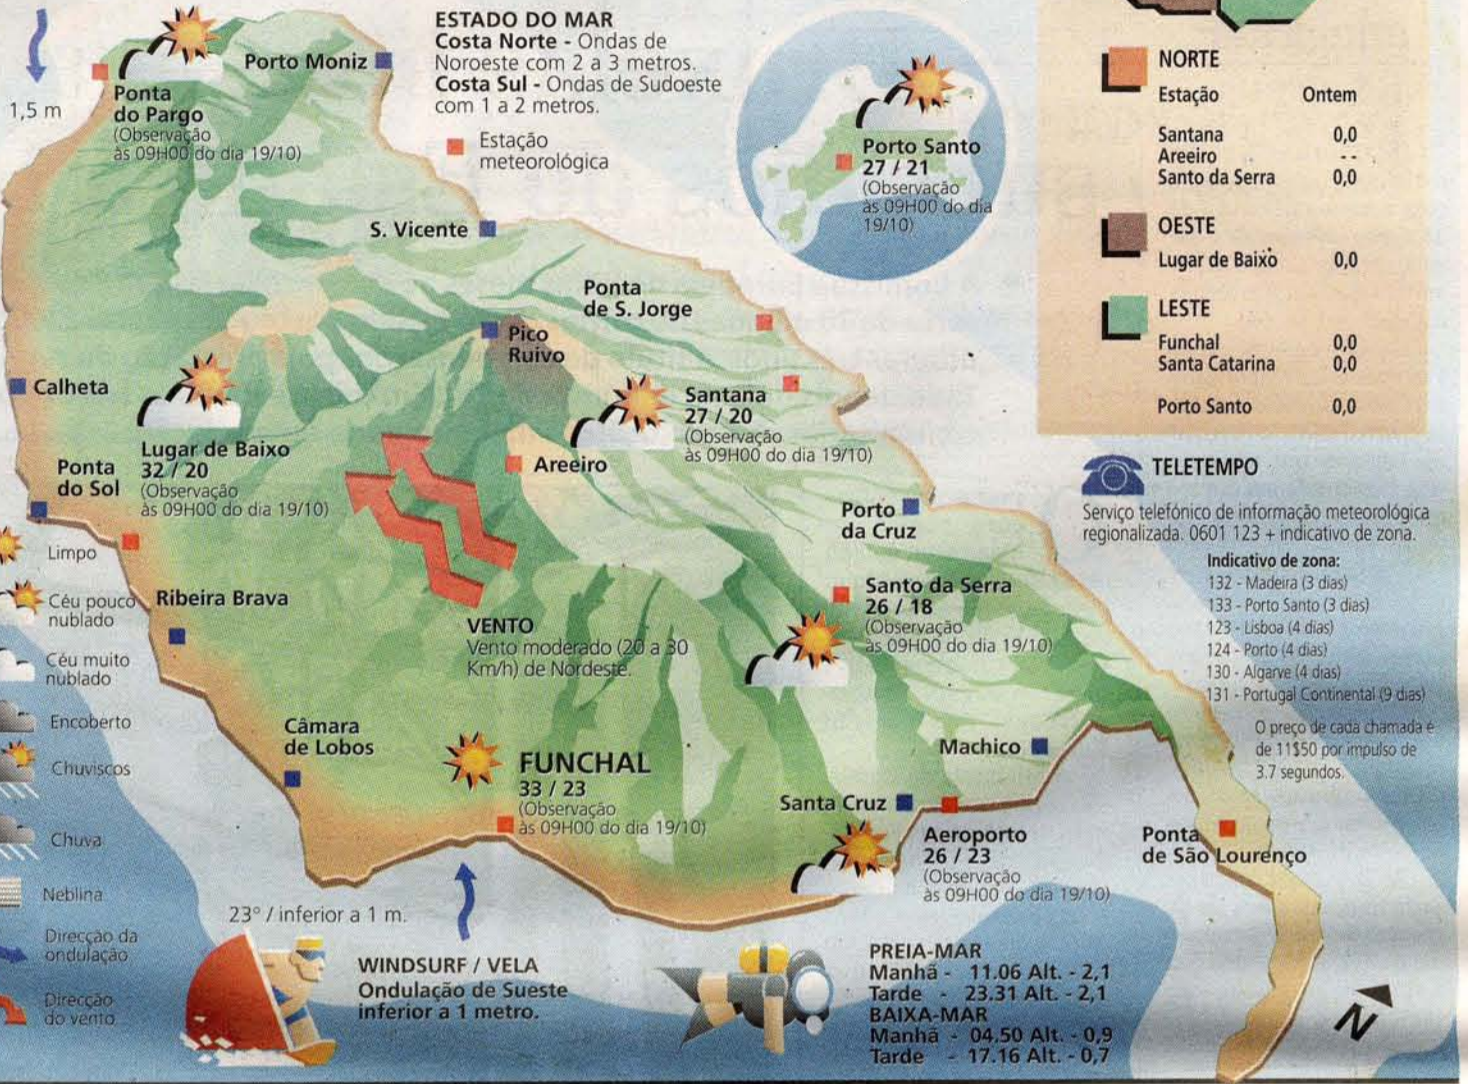 ESTADO DO MAR
Costa Norte - Ondas de
Noroeste com 2 a 3 metros.
Costa Sul - Ondas de Sudoeste
com 1 a 2 metros.
Estação
meteorológica
1,5 m
Ponta
do Pargo
(Observação
às 09H00 do dia 19/10)
Porto Moniz
S. Vicente
Porto Santo
27 / 21
(Observação
às 09H00 do dia
19/10)
Ponta
de S. Jorge
Pico
Ruivo
Calheta
Santana
27 / 20
(Observação
às 09H00 do dia 19/10)
Lugar de Baixo
32 / 20
(Observação
às 09H00 do dia 19/10)
Ponta
do Sol
Areeiro
Porto
da Cruz
Ribeira Brava
Santo da Serra
26 / 18
(Observação
às 09H00 do dia 19/10)
VENTO
Vento moderado (20 a 30
Km/h) de Nordeste.
Câmara
de Lobos
FUNCHAL
33 / 23
(Observação
às 09H00 do dia 19/10)
Machico
Santa Cruz
Aeroporto
26 / 23
(Observação
às 09H00 do dia 19/10)
Ponta
de São Lourenço
Limpo
Céu pouco
nublado
Céu muito
nublado
Encoberto
Chuviscos
Chuva
Neblina
Direcção da
ondulação
Direcção
do vento
23° / inferior a 1 m.
WINDSURF / VELA
Ondulação de Sueste
inferior a 1 metro.
PREIA-MAR
Manhã - 11.06 Alt. - 2,1
Tarde - 23.31 Alt. - 2,1
BAIXA-MAR
Manhã - 04.50 Alt. - 0,9
Tarde - 17.16 Alt. - 0,7
N
NORTE
Estação Ontem
Santana 0,0
Areeiro - -
Santo da Serra 0,0
OESTE
Lugar de Baixo 0,0
LESTE
Funchal 0,0
Santa Catarina 0,0
Porto Santo 0,0
TELETEMPO
Serviço telefónico de informação meteorológica
regionalizada. 0601 123 + indicativo de zona.
Indicativo de zona:
132 - Madeira (3 dias)
133 - Porto Santo (3 dias)
123 - Lisboa (4 dias)
124 - Porto (4 dias)
130 - Algarve (4 dias)
131 - Portugal Continental (9 dias)
O preço de cada chamada é
de 11$50 por impulso de
3.7 segundos.